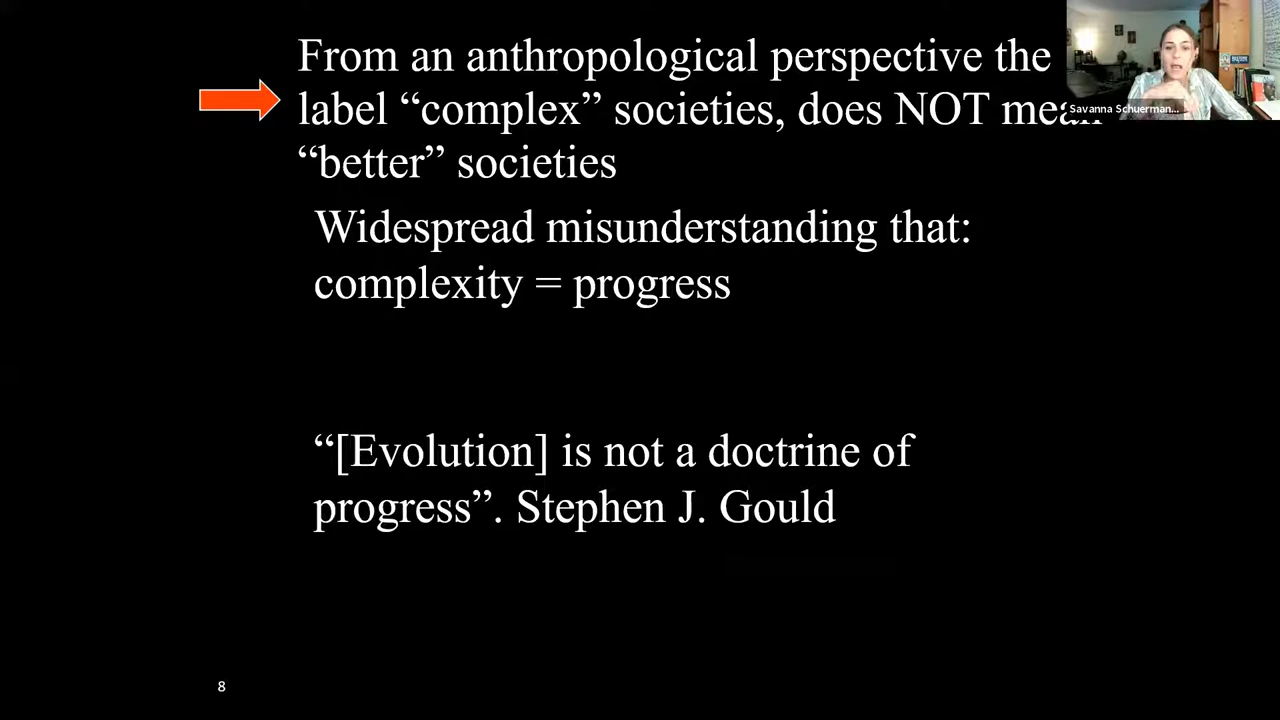 From an anthropological perspective the
label “complex” societies, does NOT mean
“better” societies
Widespread misunderstanding that:
complexity = progress
“[Evolution] is not a doctrine of
progress”. Stephen J. Gould
8
Savanna Schuerman...